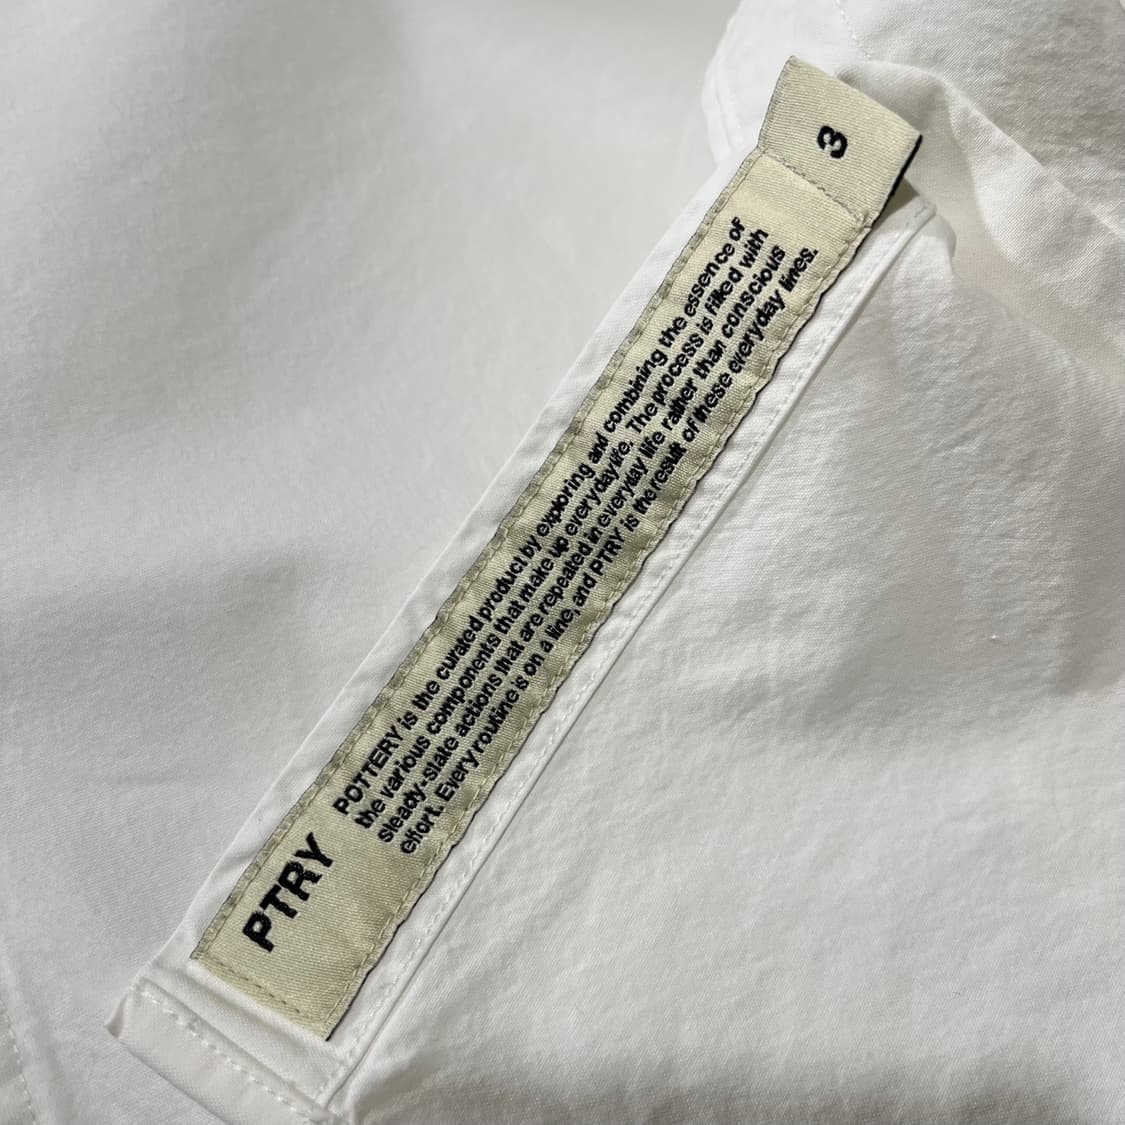 PTRY
POTTERY is the curated product by exploring and combining the essence of
the various components that make up everyday life. The process is filled with
steady-state actions that are repeated in everyday life rather than conscious
effort. Every routine is on a line, and PTRY is the result of these everyday lines.
3